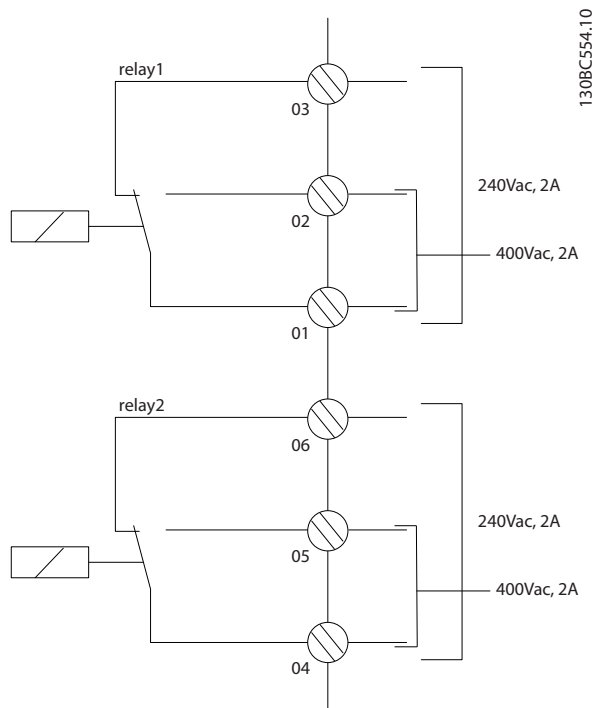 130BC554.10
relay1
03
240Vac, 2A
02
400Vac, 2A
01
relay2
06
240Vac, 2A
05
400Vac, 2A
04